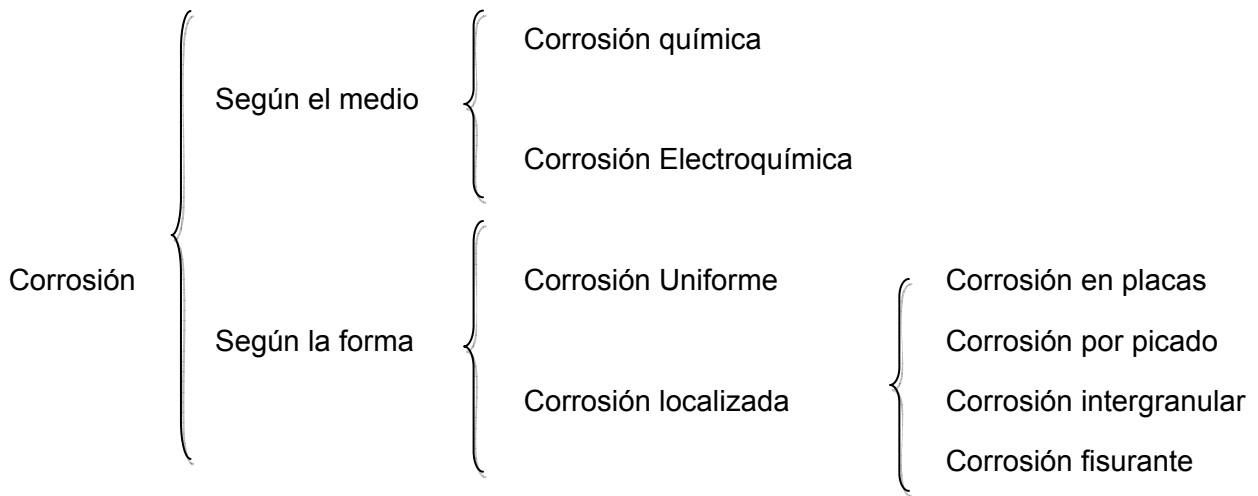 Corrosión química
Según el medio
Corrosión Electroquímica
Corrosión
Corrosión Uniforme
Corrosión en placas
Según la forma
Corrosión por picado
Corrosión localizada
Corrosión intergranular
Corrosión fisurante